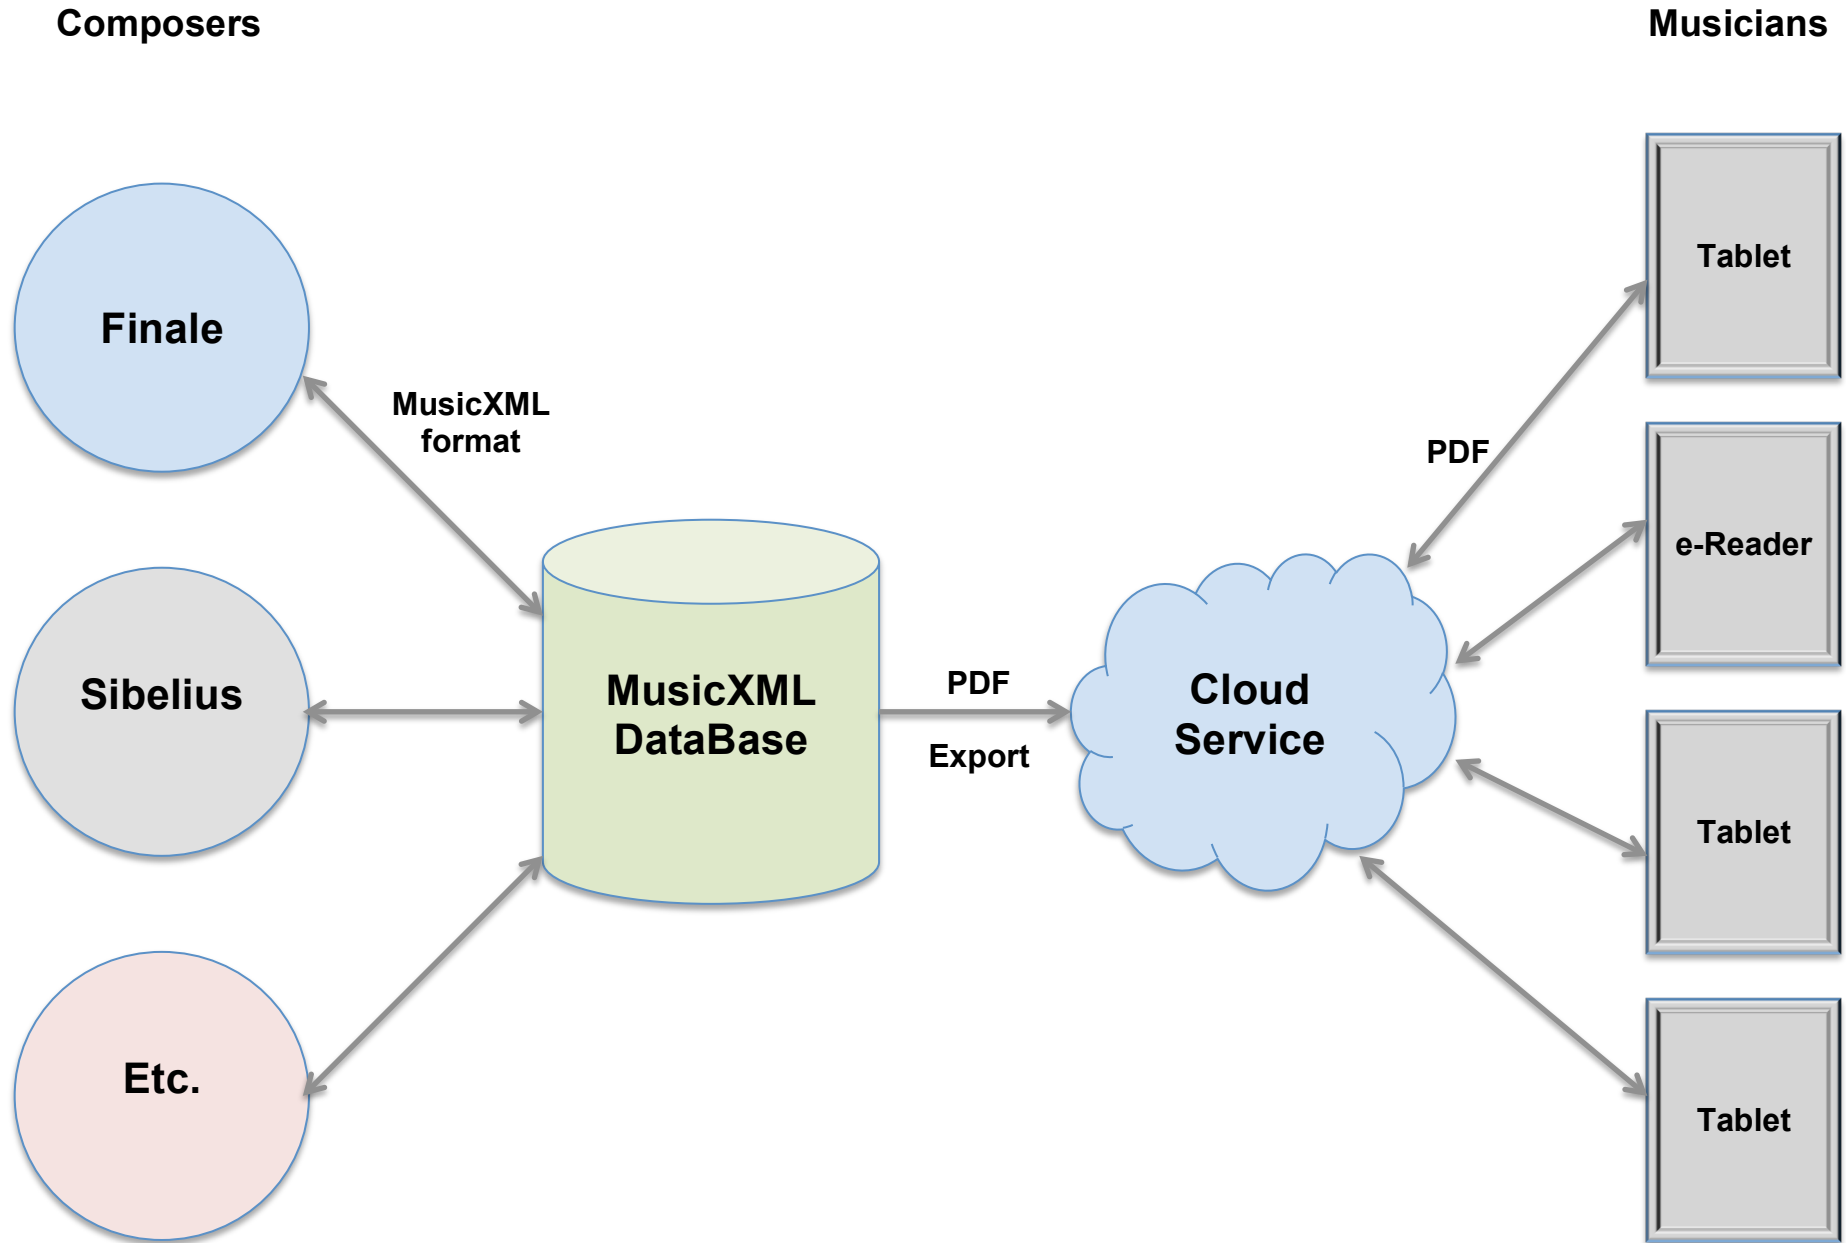 Composers
Musicians
Finale
MusicXML
format
Sibelius
Etc.
MusicXML
DataBase
PDF
Export
Cloud
Service
PDF
Tablet
e-Reader
Tablet
Tablet